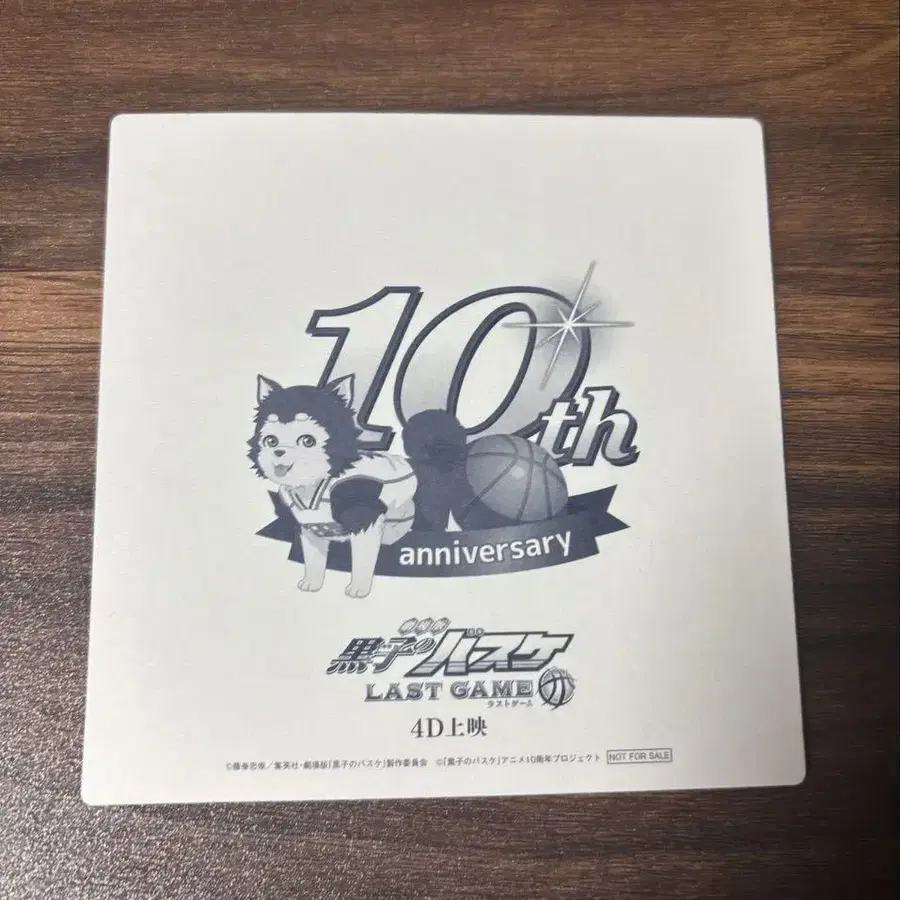 10th
anniversary
劇場版
黒子のバスケ
LAST GAME
ラストゲーム
4D上映
©藤巻忠俊／集英社・劇場版「黒子のバスケ」製作委員会 ©「黒子のバスケ」アニメ10周年プロジェクト NOT FOR SALE